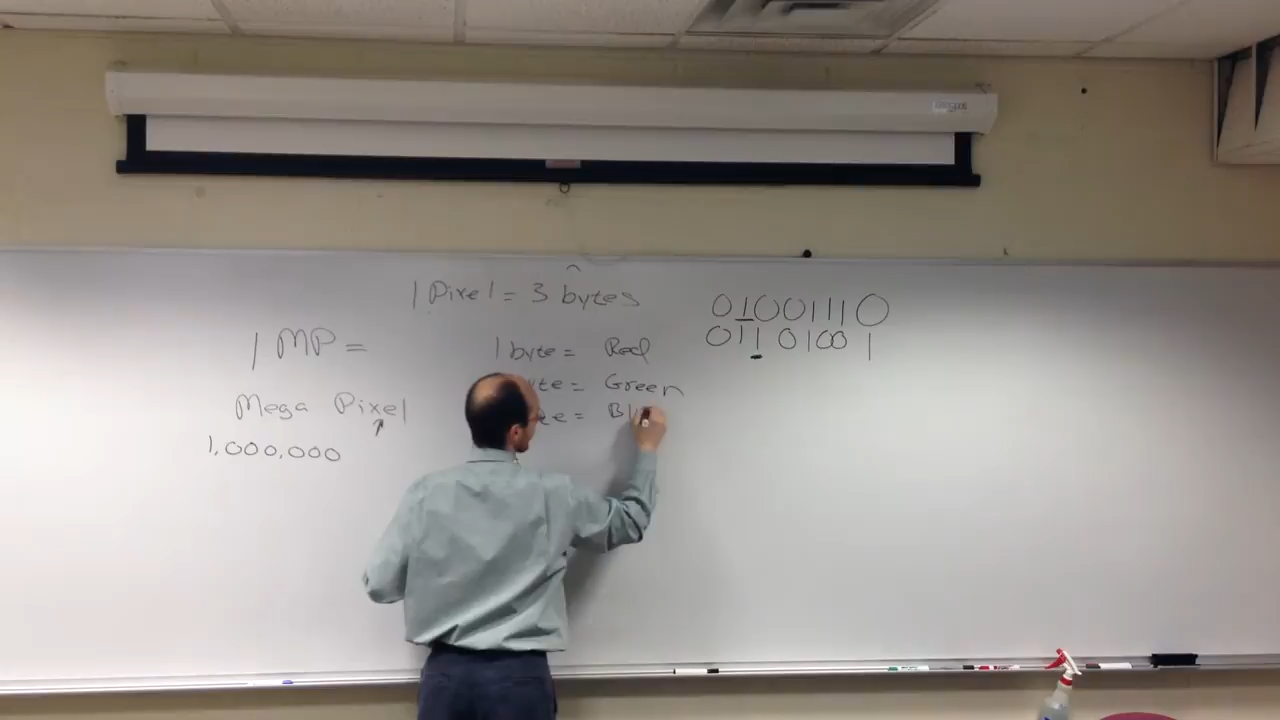 1 Pixel = 3 bytes
1 MP =
Mega Pixel
1,000,000
1 byte = Red
= Green
=
01001110
01101001